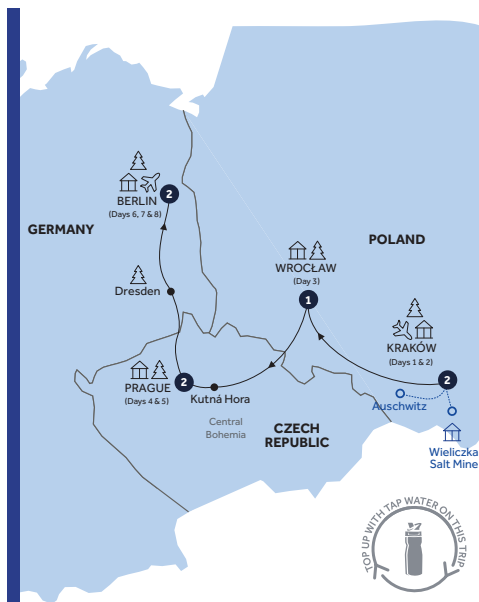 2
BERLIN
(Days 6, 7 & 8)
GERMANY
POLAND
WROCŁAW
(Day 3)
1
Dresden
KRAKÓW
(Days 1 & 2)
2
PRAGUE
(Days 4 & 5)
2
Kutná Hora
Auschwitz
Central
Bohemia
CZECH
REPUBLIC
Wieliczka
Salt Mine
TOP UP WITH TAP WATER ON THIS TRIP